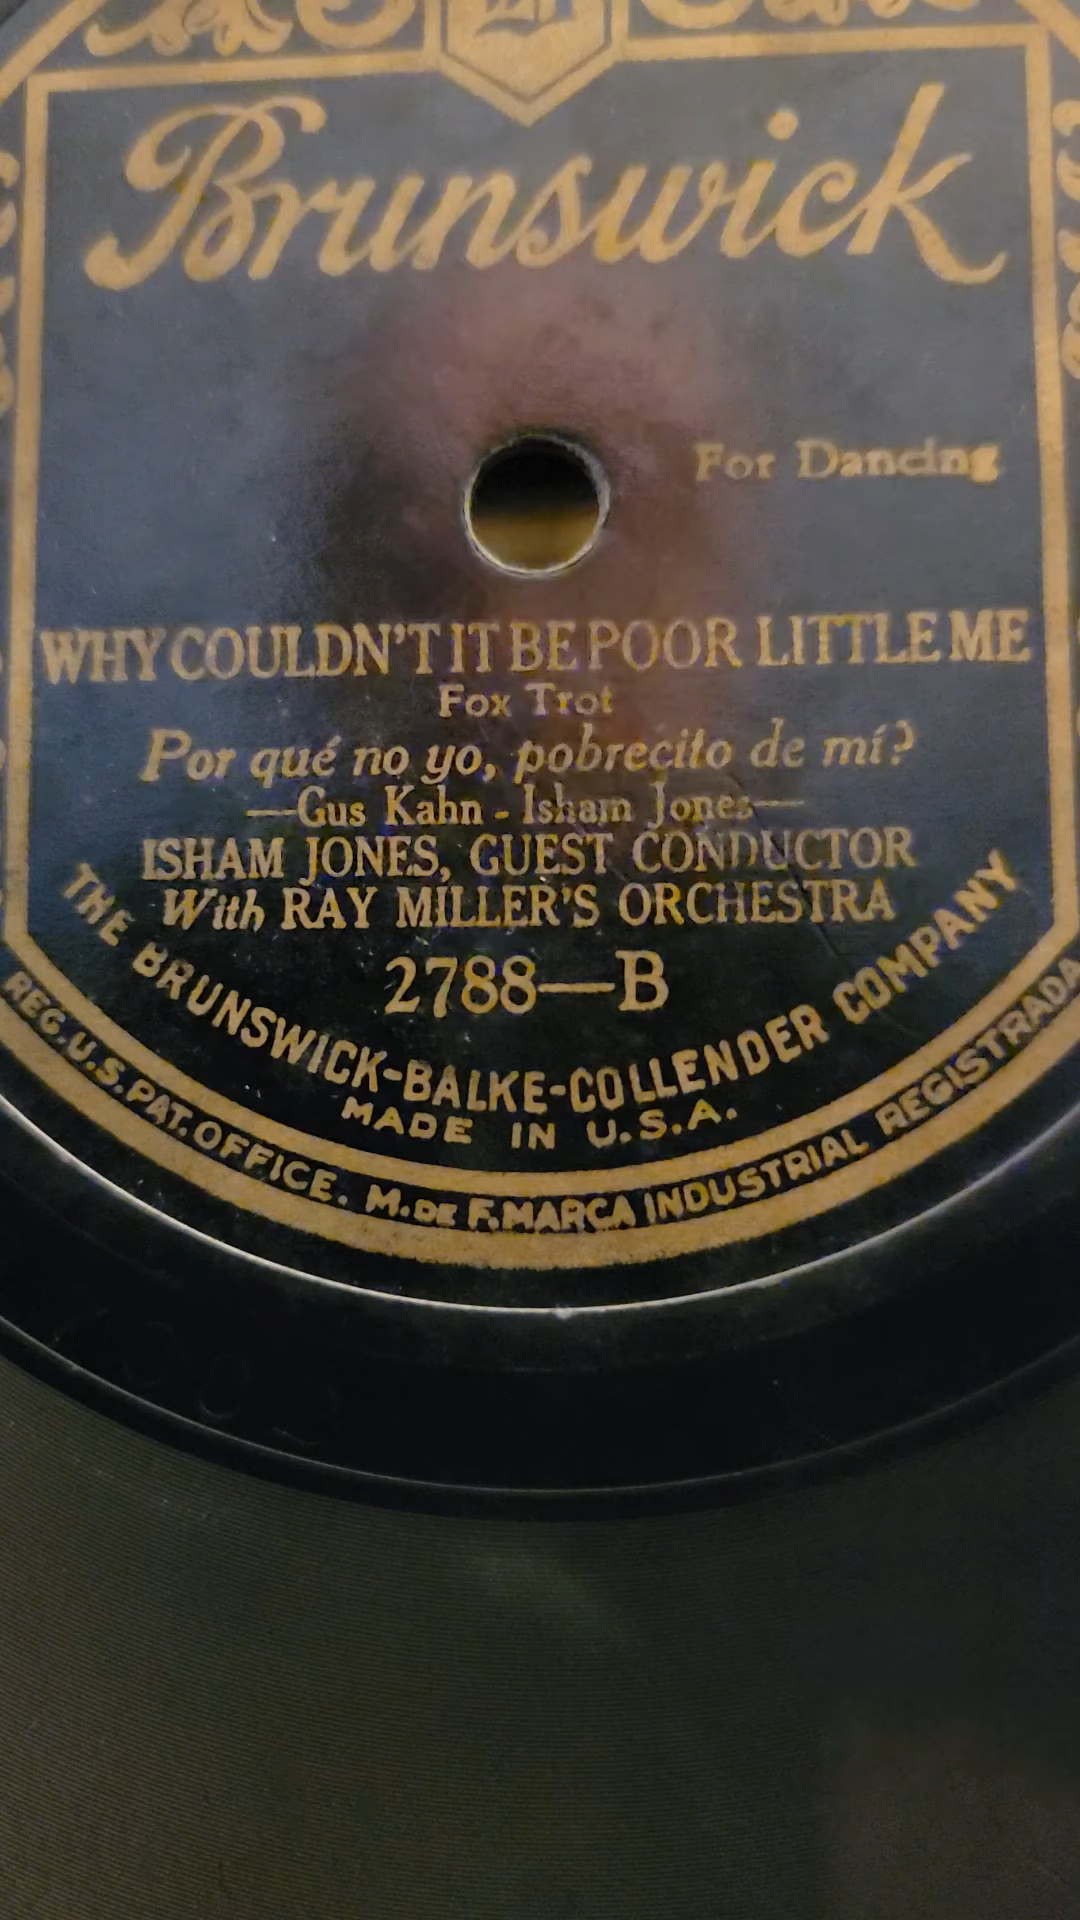 Brunswick
For Dancing
WHY COULDN'T IT BE POOR LITTLE ME
Fox Trot
Por qué no yo, pobrecito de mí?
—Gus Kahn - Isham Jones—
ISHAM JONES, GUEST CONDUCTOR
With RAY MILLER'S ORCHESTRA
2788—B
THE BRUNSWICK-BALKE-COLLENDER COMPANY
MADE IN U.S.A.
REG. U.S. PAT. OFFICE. M. DE F. MARCA INDUSTRIAL REGISTRADA